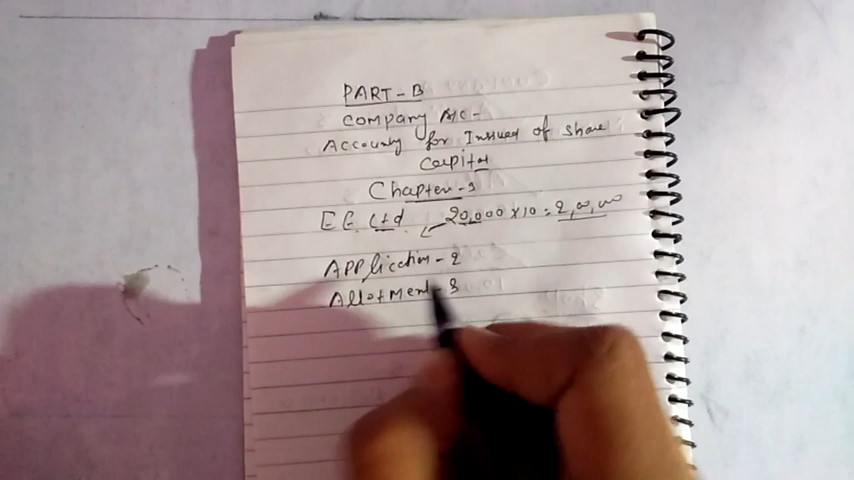 PART-B
Company A/C-
Accounting for Issued of share
Capital
Chapter-3
EE Ltd. 20,000 x 10 = 2,00,000
Application - 2
Allotment - 3